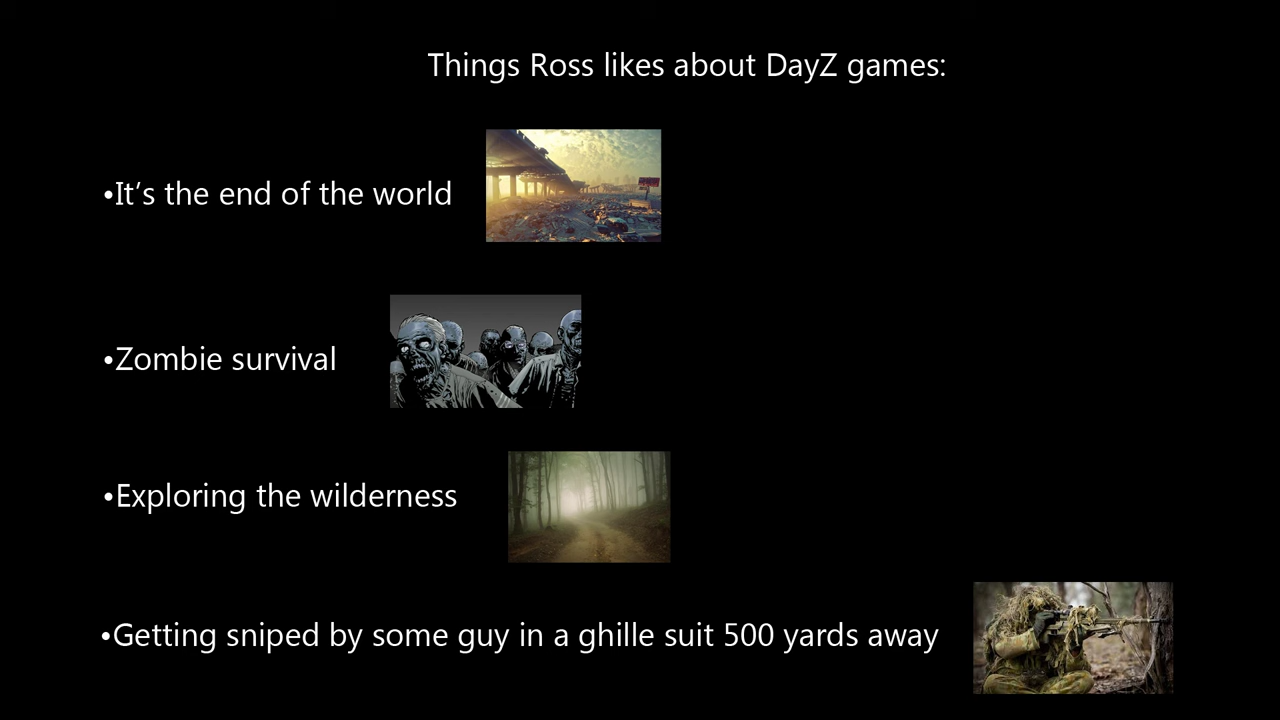 Things Ross likes about DayZ games:
•It’s the end of the world
•Zombie survival
•Exploring the wilderness
•Getting sniped by some guy in a ghille suit 500 yards away